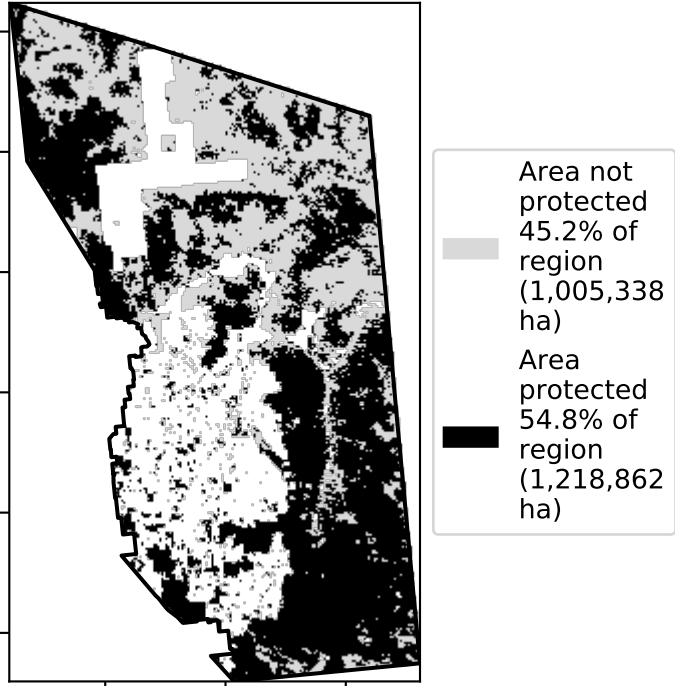 Area not
protected
45.2% of
region
(1,005,338
ha)
Area
protected
54.8% of
region
(1,218,862
ha)